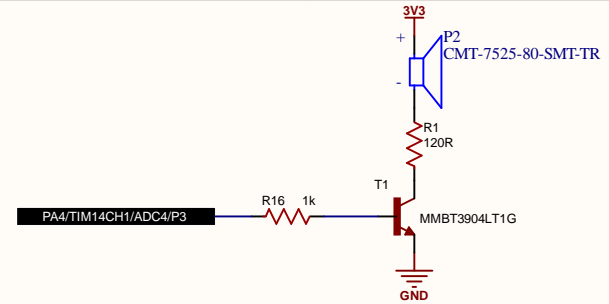 3V3
+
P2
CMT-7525-80-SMT-TR
-
R1
120R
T1
R16 1k
PA4/TIM14CH1/ADC4/P3
MMBT3904LT1G
GND